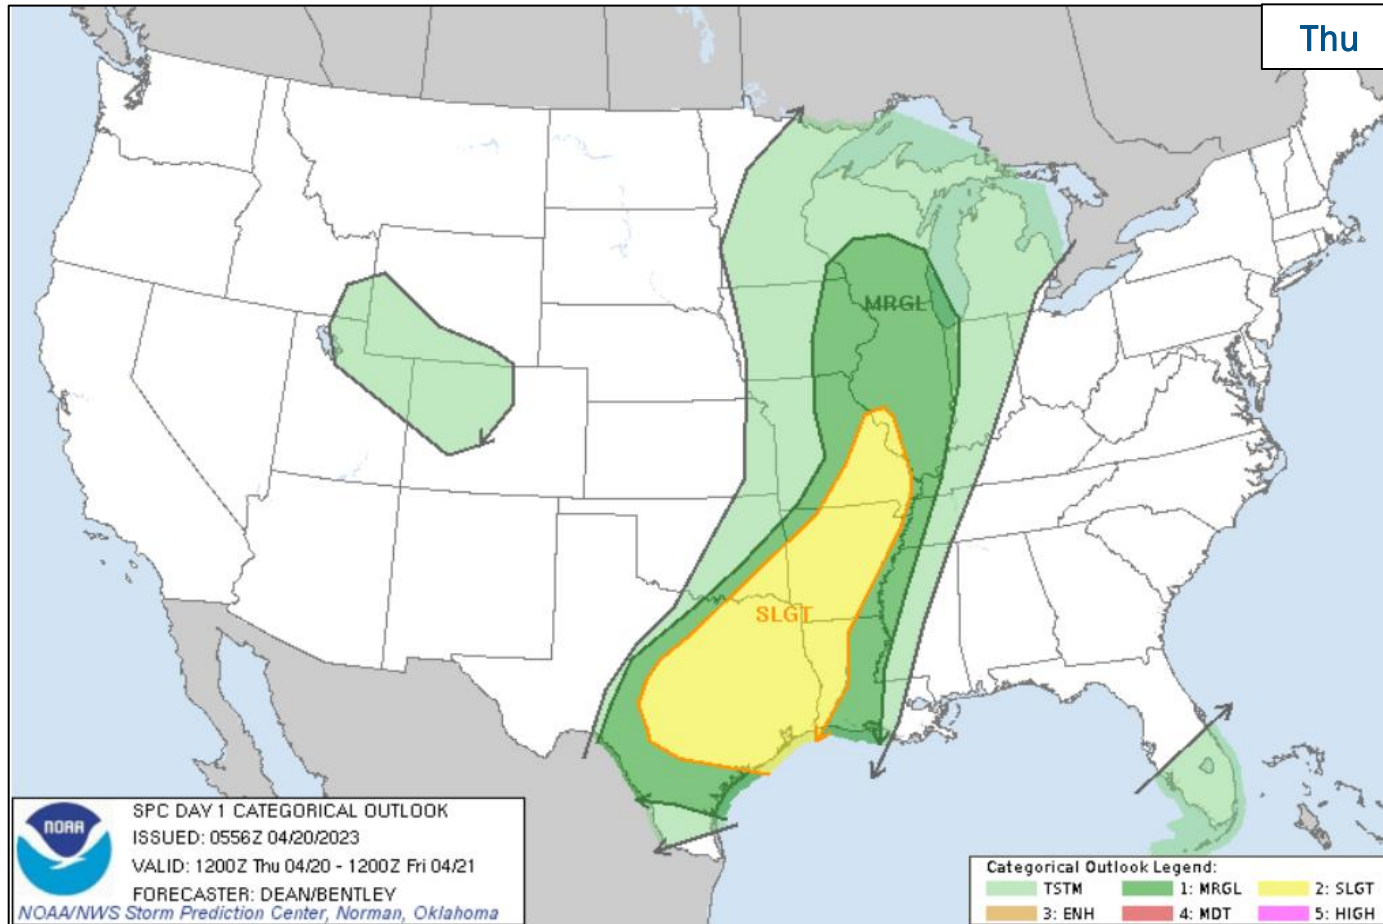 Thu
MRGL
SLGT
NOAA
SPC DAY 1 CATEGORICAL OUTLOOK
ISSUED: 0556Z 04/20/2023
VALID: 1200Z Thu 04/20 - 1200Z Fri 04/21
FORECASTER: DEAN/BENTLEY
NOAA/NWS Storm Prediction Center, Norman, Oklahoma
Categorical Outlook Legend:
TSTM 1: MRGL 2: SLGT
3: ENH 4: MDT 5: HIGH